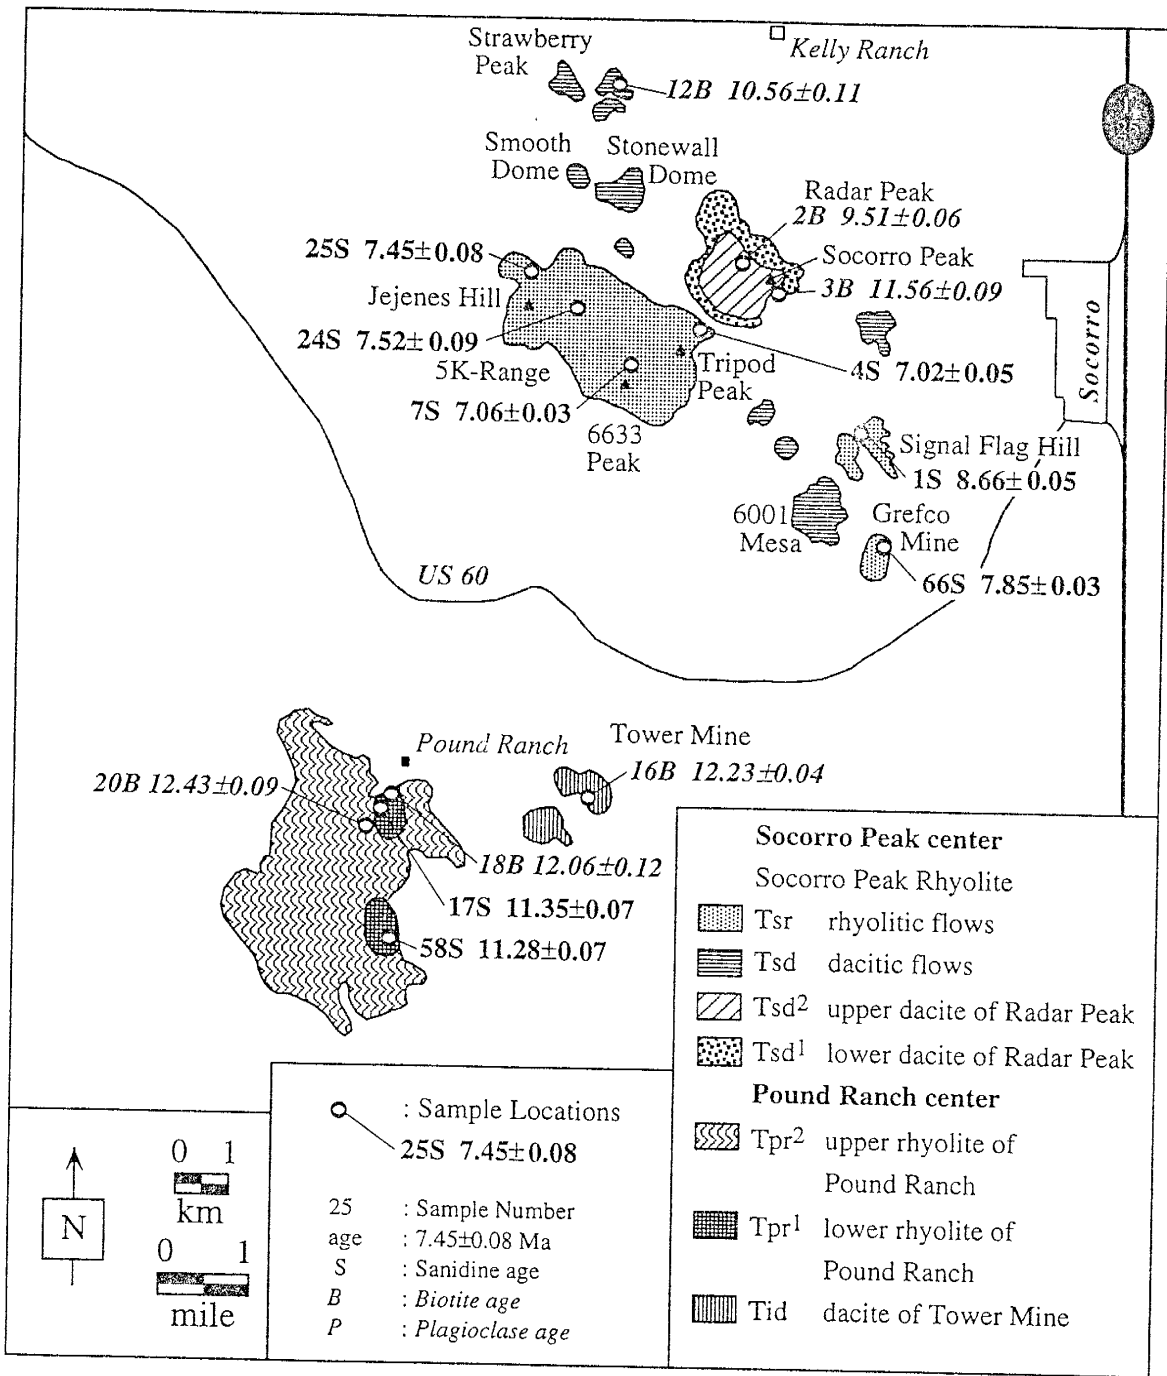 Strawberry
Peak
Kelly Ranch
12B 10.56±0.11
Smooth
Dome
Stonewall
Dome
Radar Peak
2B 9.51±0.06
25S 7.45±0.08
Socorro Peak
3B 11.56±0.09
Jejenes Hill
24S 7.52±0.09
5K-Range
Tripod
Peak
4S 7.02±0.05
Socorro
7S 7.06±0.03
6633
Peak
Signal Flag Hill
1S 8.66±0.05
6001
Mesa
Grefco
Mine
US 60
66S 7.85±0.03
Pound Ranch
Tower Mine
16B 12.23±0.04
20B 12.43±0.09
18B 12.06±0.12
17S 11.35±0.07
58S 11.28±0.07
Socorro Peak center
Socorro Peak Rhyolite
Tsr rhyolitic flows
Tsd dacitic flows
Tsd2 upper dacite of Radar Peak
Tsd1 lower dacite of Radar Peak
Pound Ranch center
Tpr2 upper rhyolite of
Pound Ranch
Tpr1 lower rhyolite of
Pound Ranch
Tid dacite of Tower Mine
: Sample Locations
25S 7.45±0.08
25 : Sample Number
age : 7.45±0.08 Ma
S : Sanidine age
B : Biotite age
P : Plagioclase age
N
0 1
km
0 1
mile